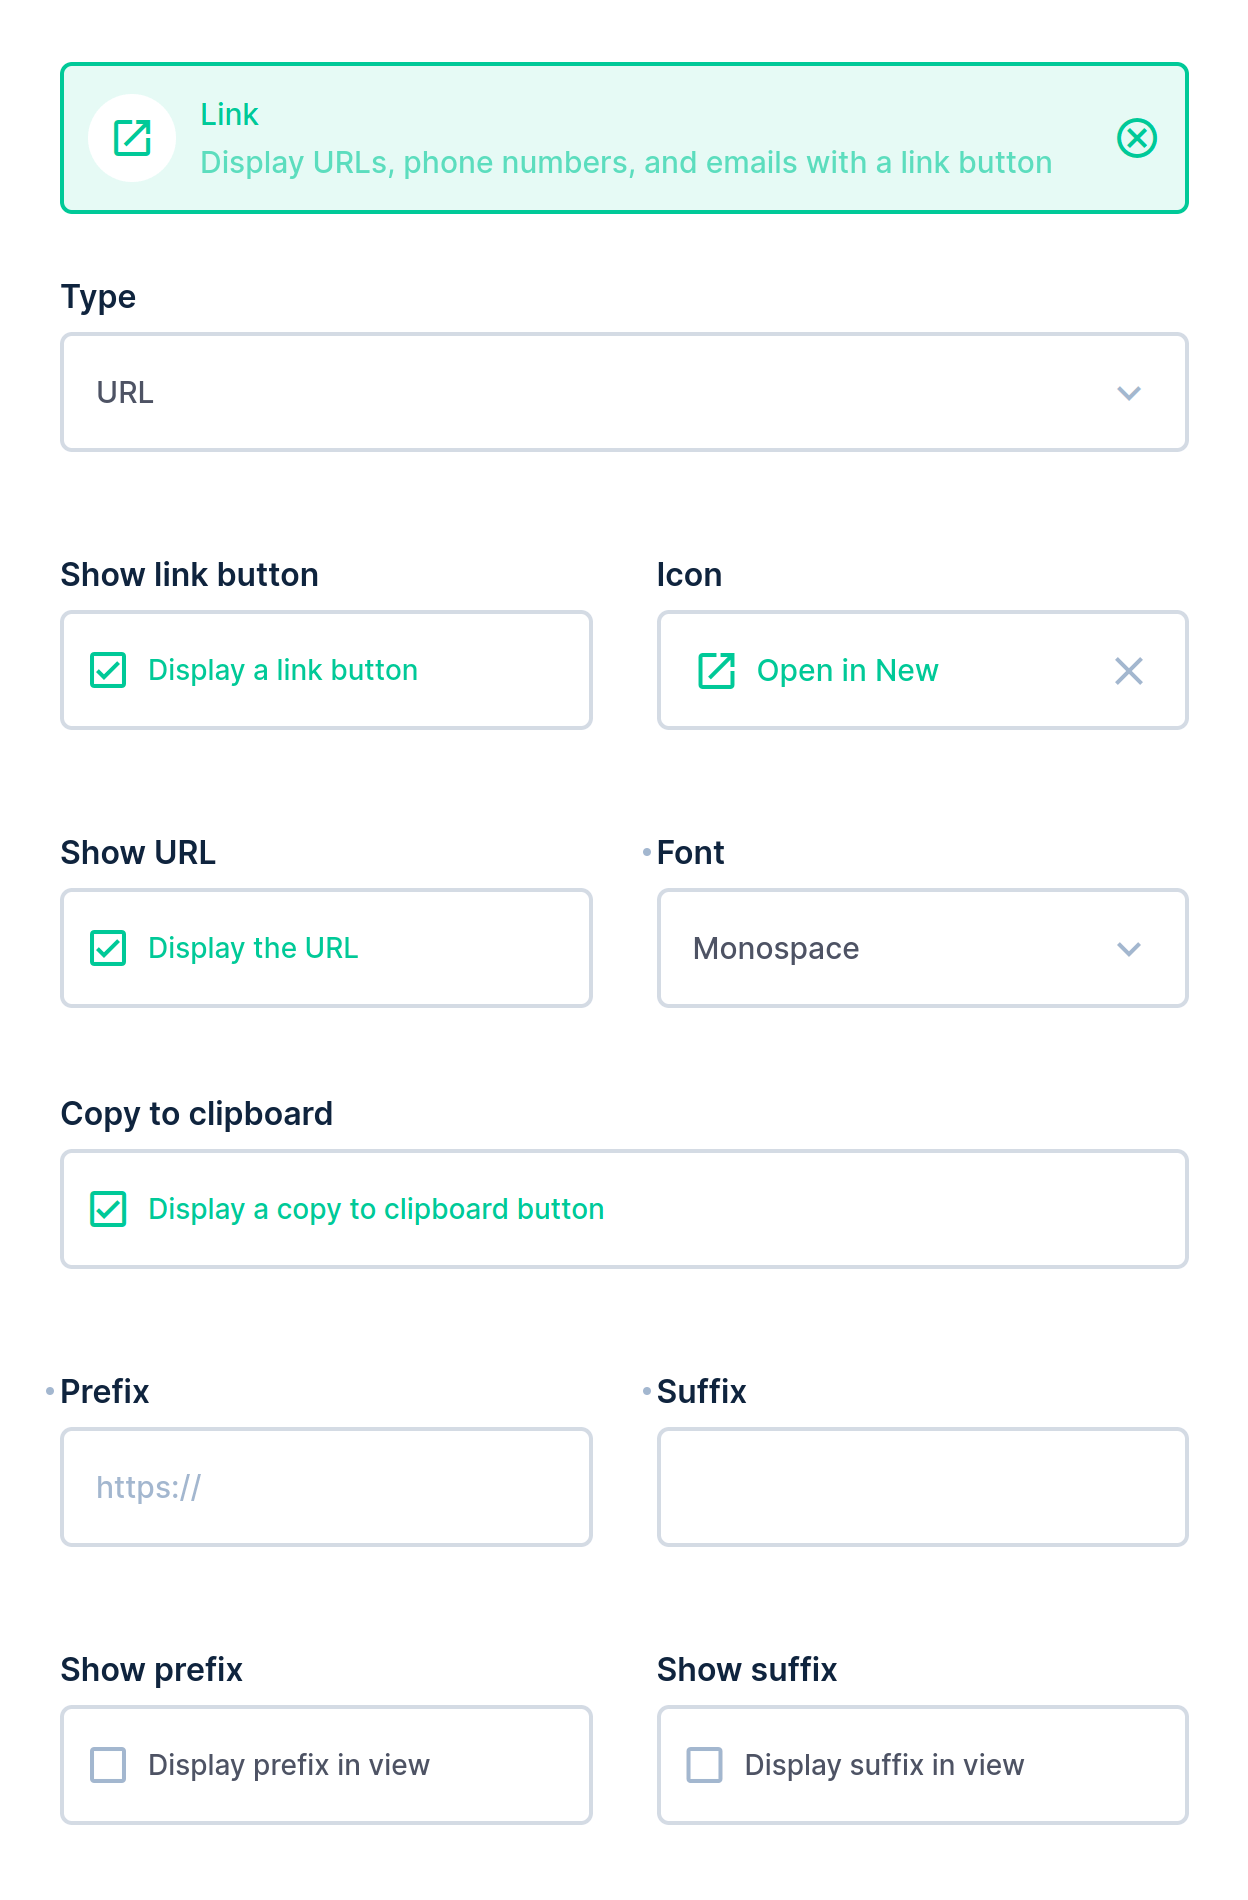 Link
Display URLs, phone numbers, and emails with a link button
Type
URL
Show link button
Icon
Display a link button
Open in New
Show URL
Font
Display the URL
Monospace
Copy to clipboard
Display a copy to clipboard button
Prefix
Suffix
https://
Show prefix
Show suffix
Display prefix in view
Display suffix in view